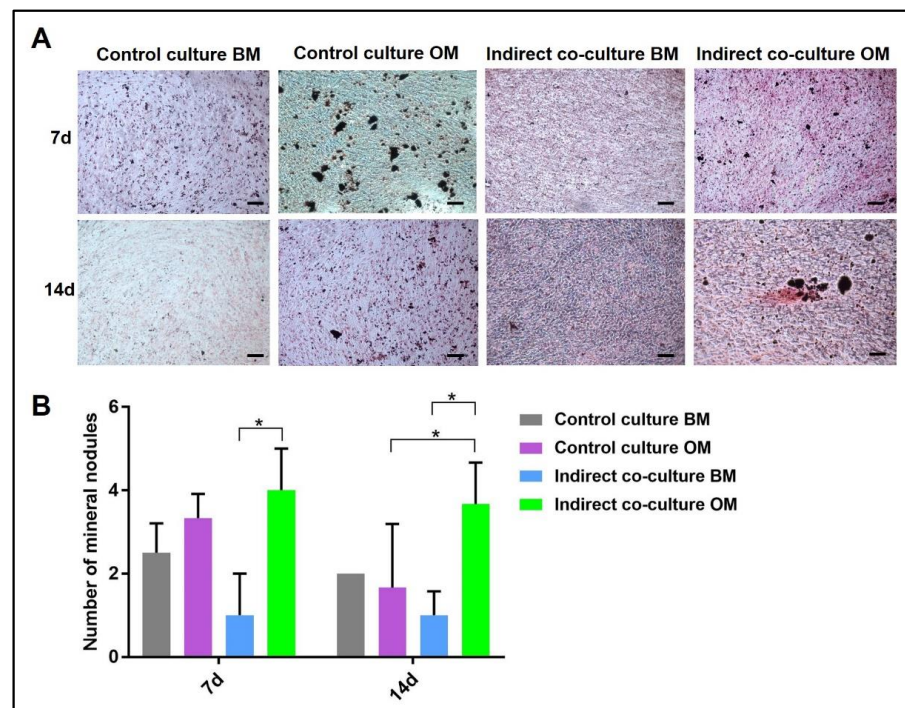 A
Control culture BM Control culture OM Indirect co-culture BM Indirect co-culture OM
7d
14d
B
Number of mineral nodules
6
4
2
0
*
*
*
7d
14d
Control culture BM
Control culture OM
Indirect co-culture BM
Indirect co-culture OM